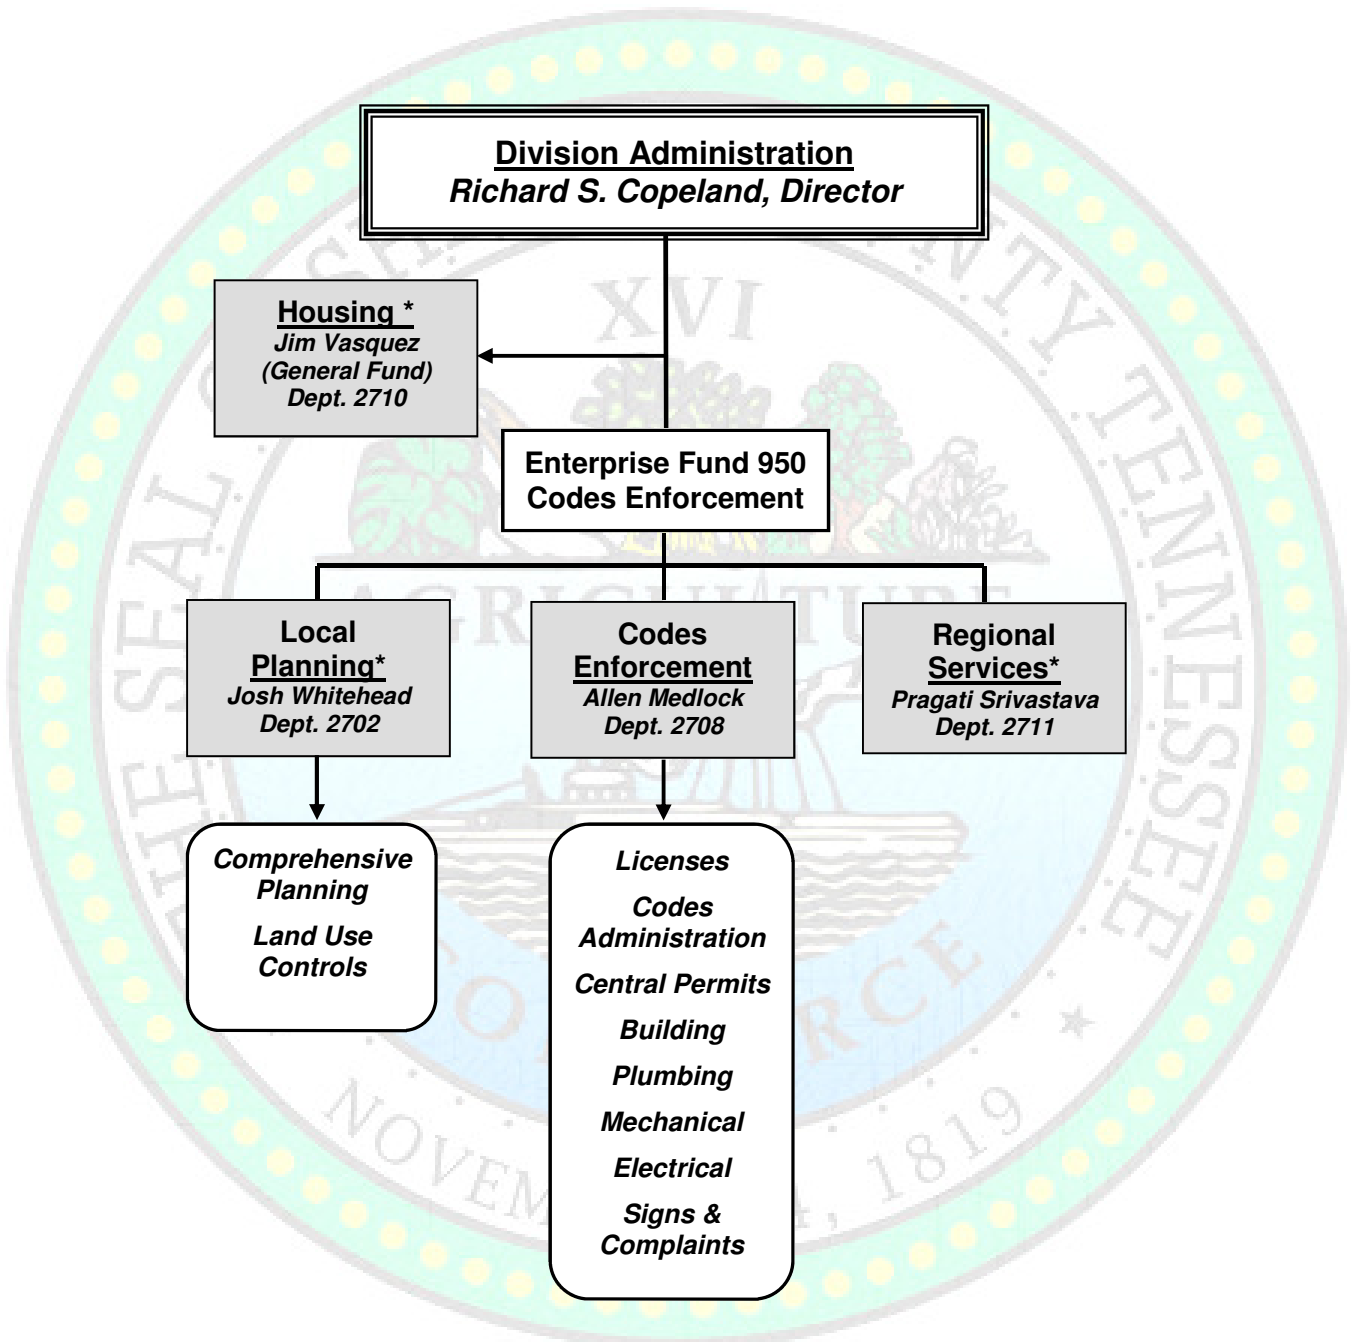 Division Administration
Richard S. Copeland, Director
Housing *
Jim Vasquez
(General Fund)
Dept. 2710
Enterprise Fund 950
Codes Enforcement
Local
Planning*
Josh Whitehead
Dept. 2702
Codes
Enforcement
Allen Medlock
Dept. 2708
Regional
Services*
Pragati Srivastava
Dept. 2711
Comprehensive
Planning
Land Use
Controls
Licenses
Codes
Administration
Central Permits
Building
Plumbing
Mechanical
Electrical
Signs &
Complaints
THE SEAL
TENNESSEE
XVI
AGRICULTURE
1819